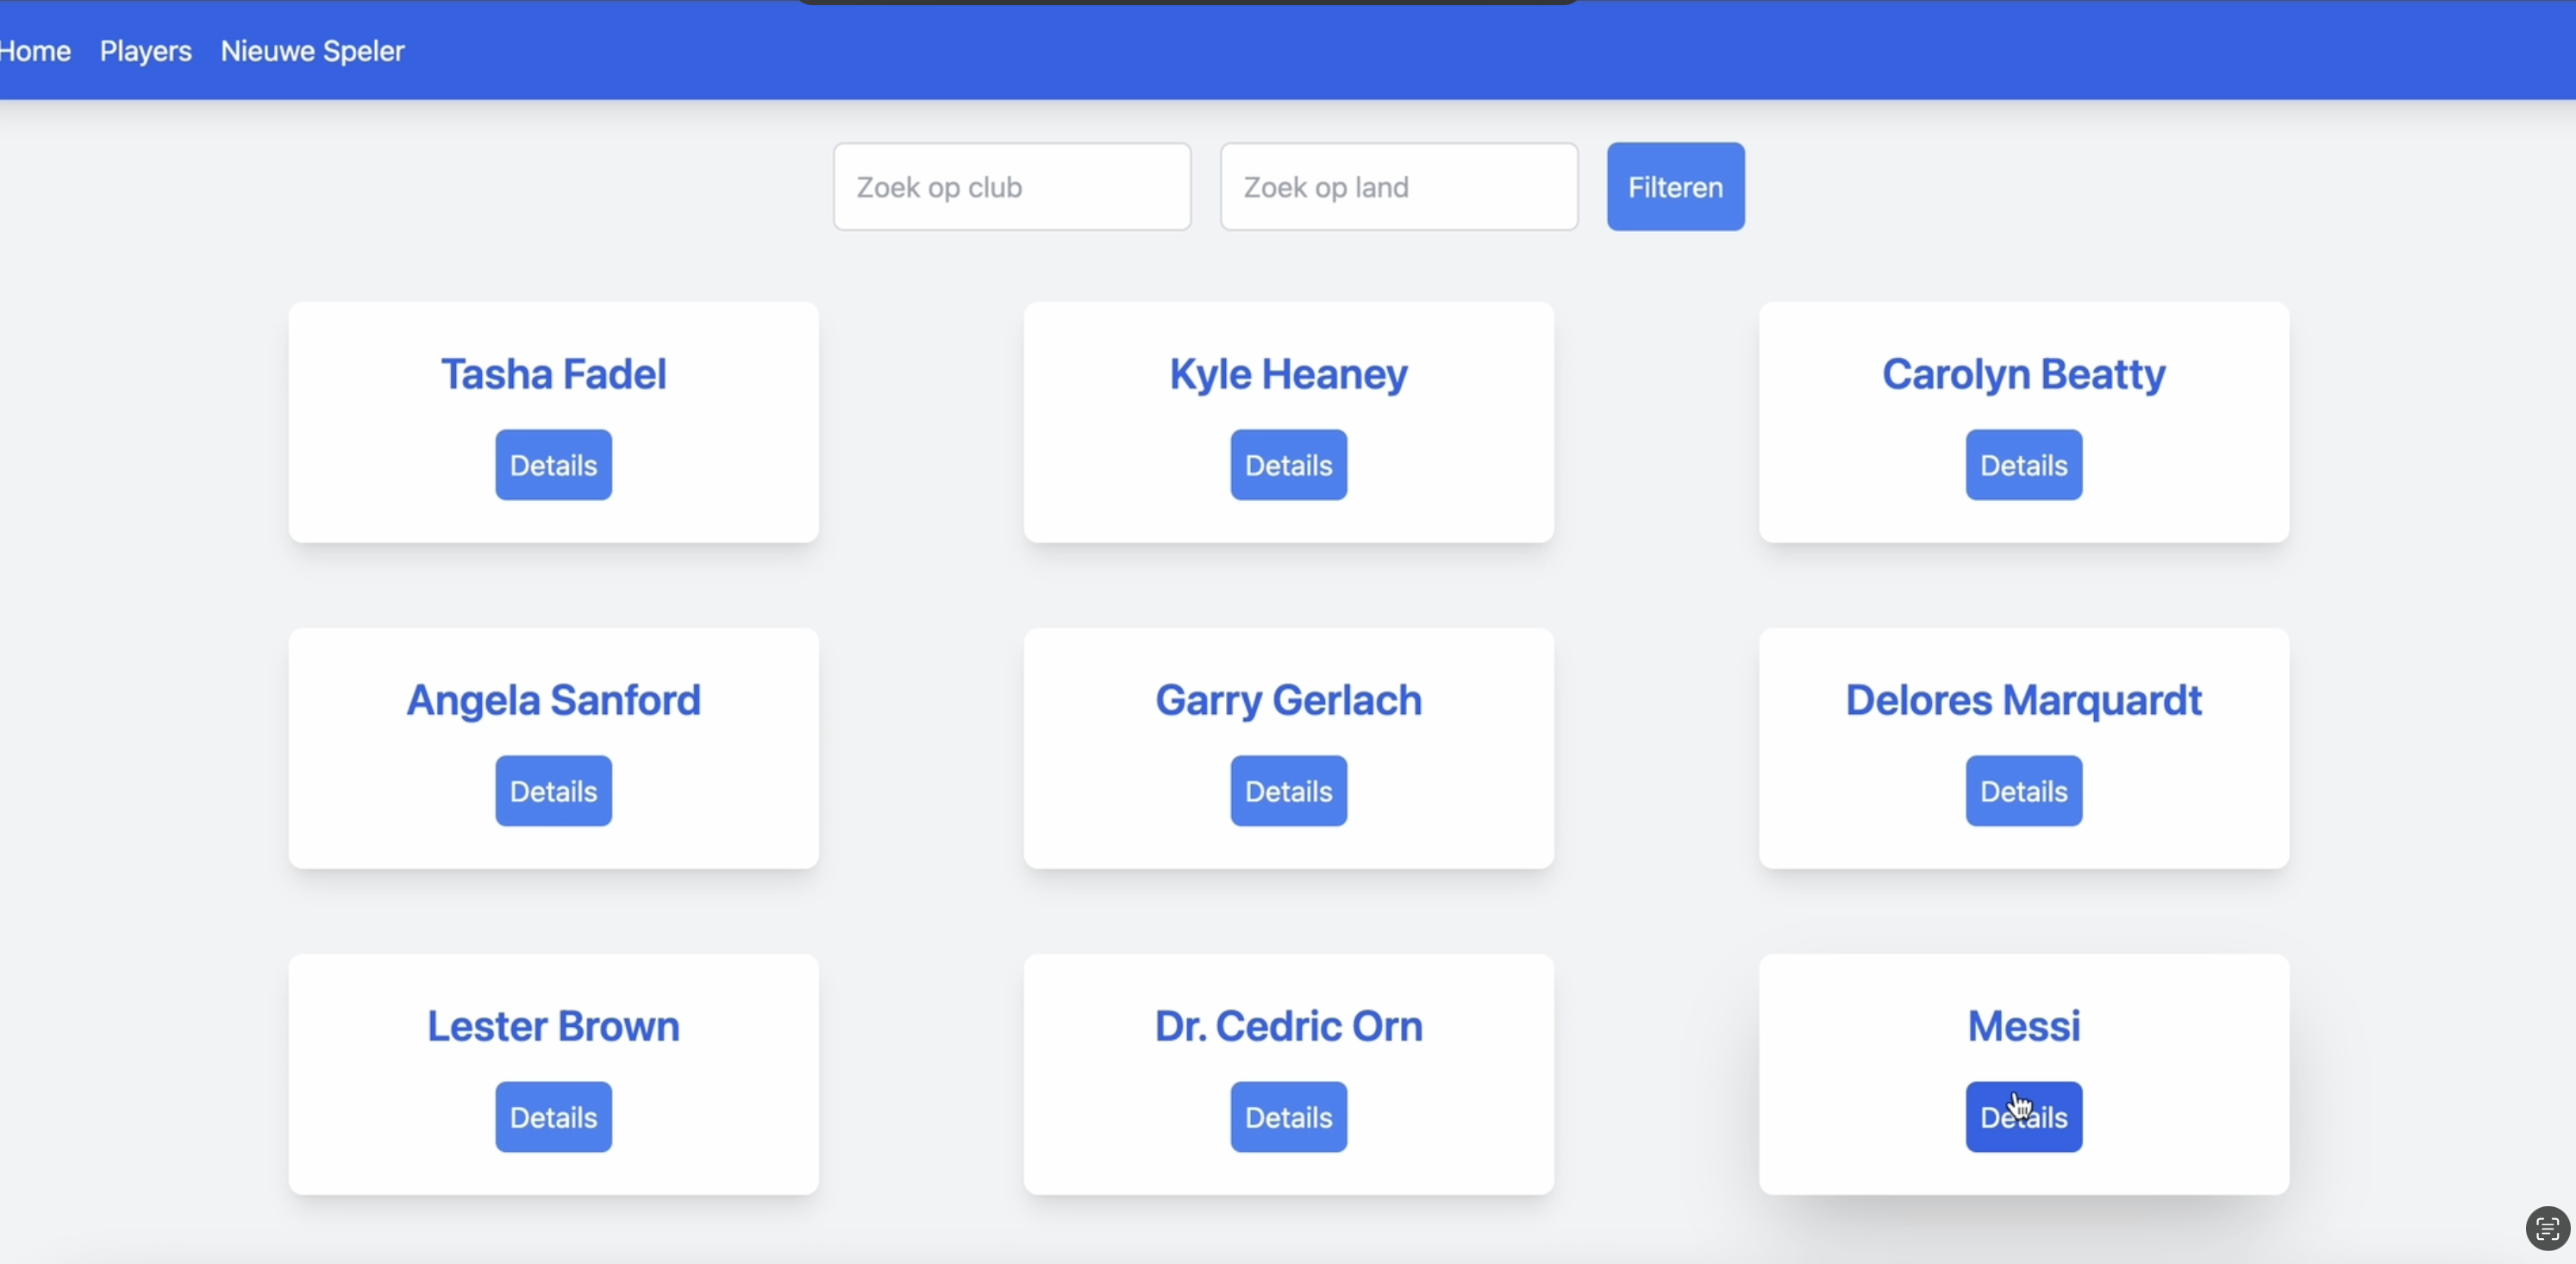 Home Players Nieuwe Speler
Zoek op club Zoek op land Filteren
Tasha Fadel Kyle Heaney Carolyn Beatty
Details Details Details
Angela Sanford Garry Gerlach Delores Marquardt
Details Details Details
Lester Brown Dr. Cedric Orn Messi
Details Details Details